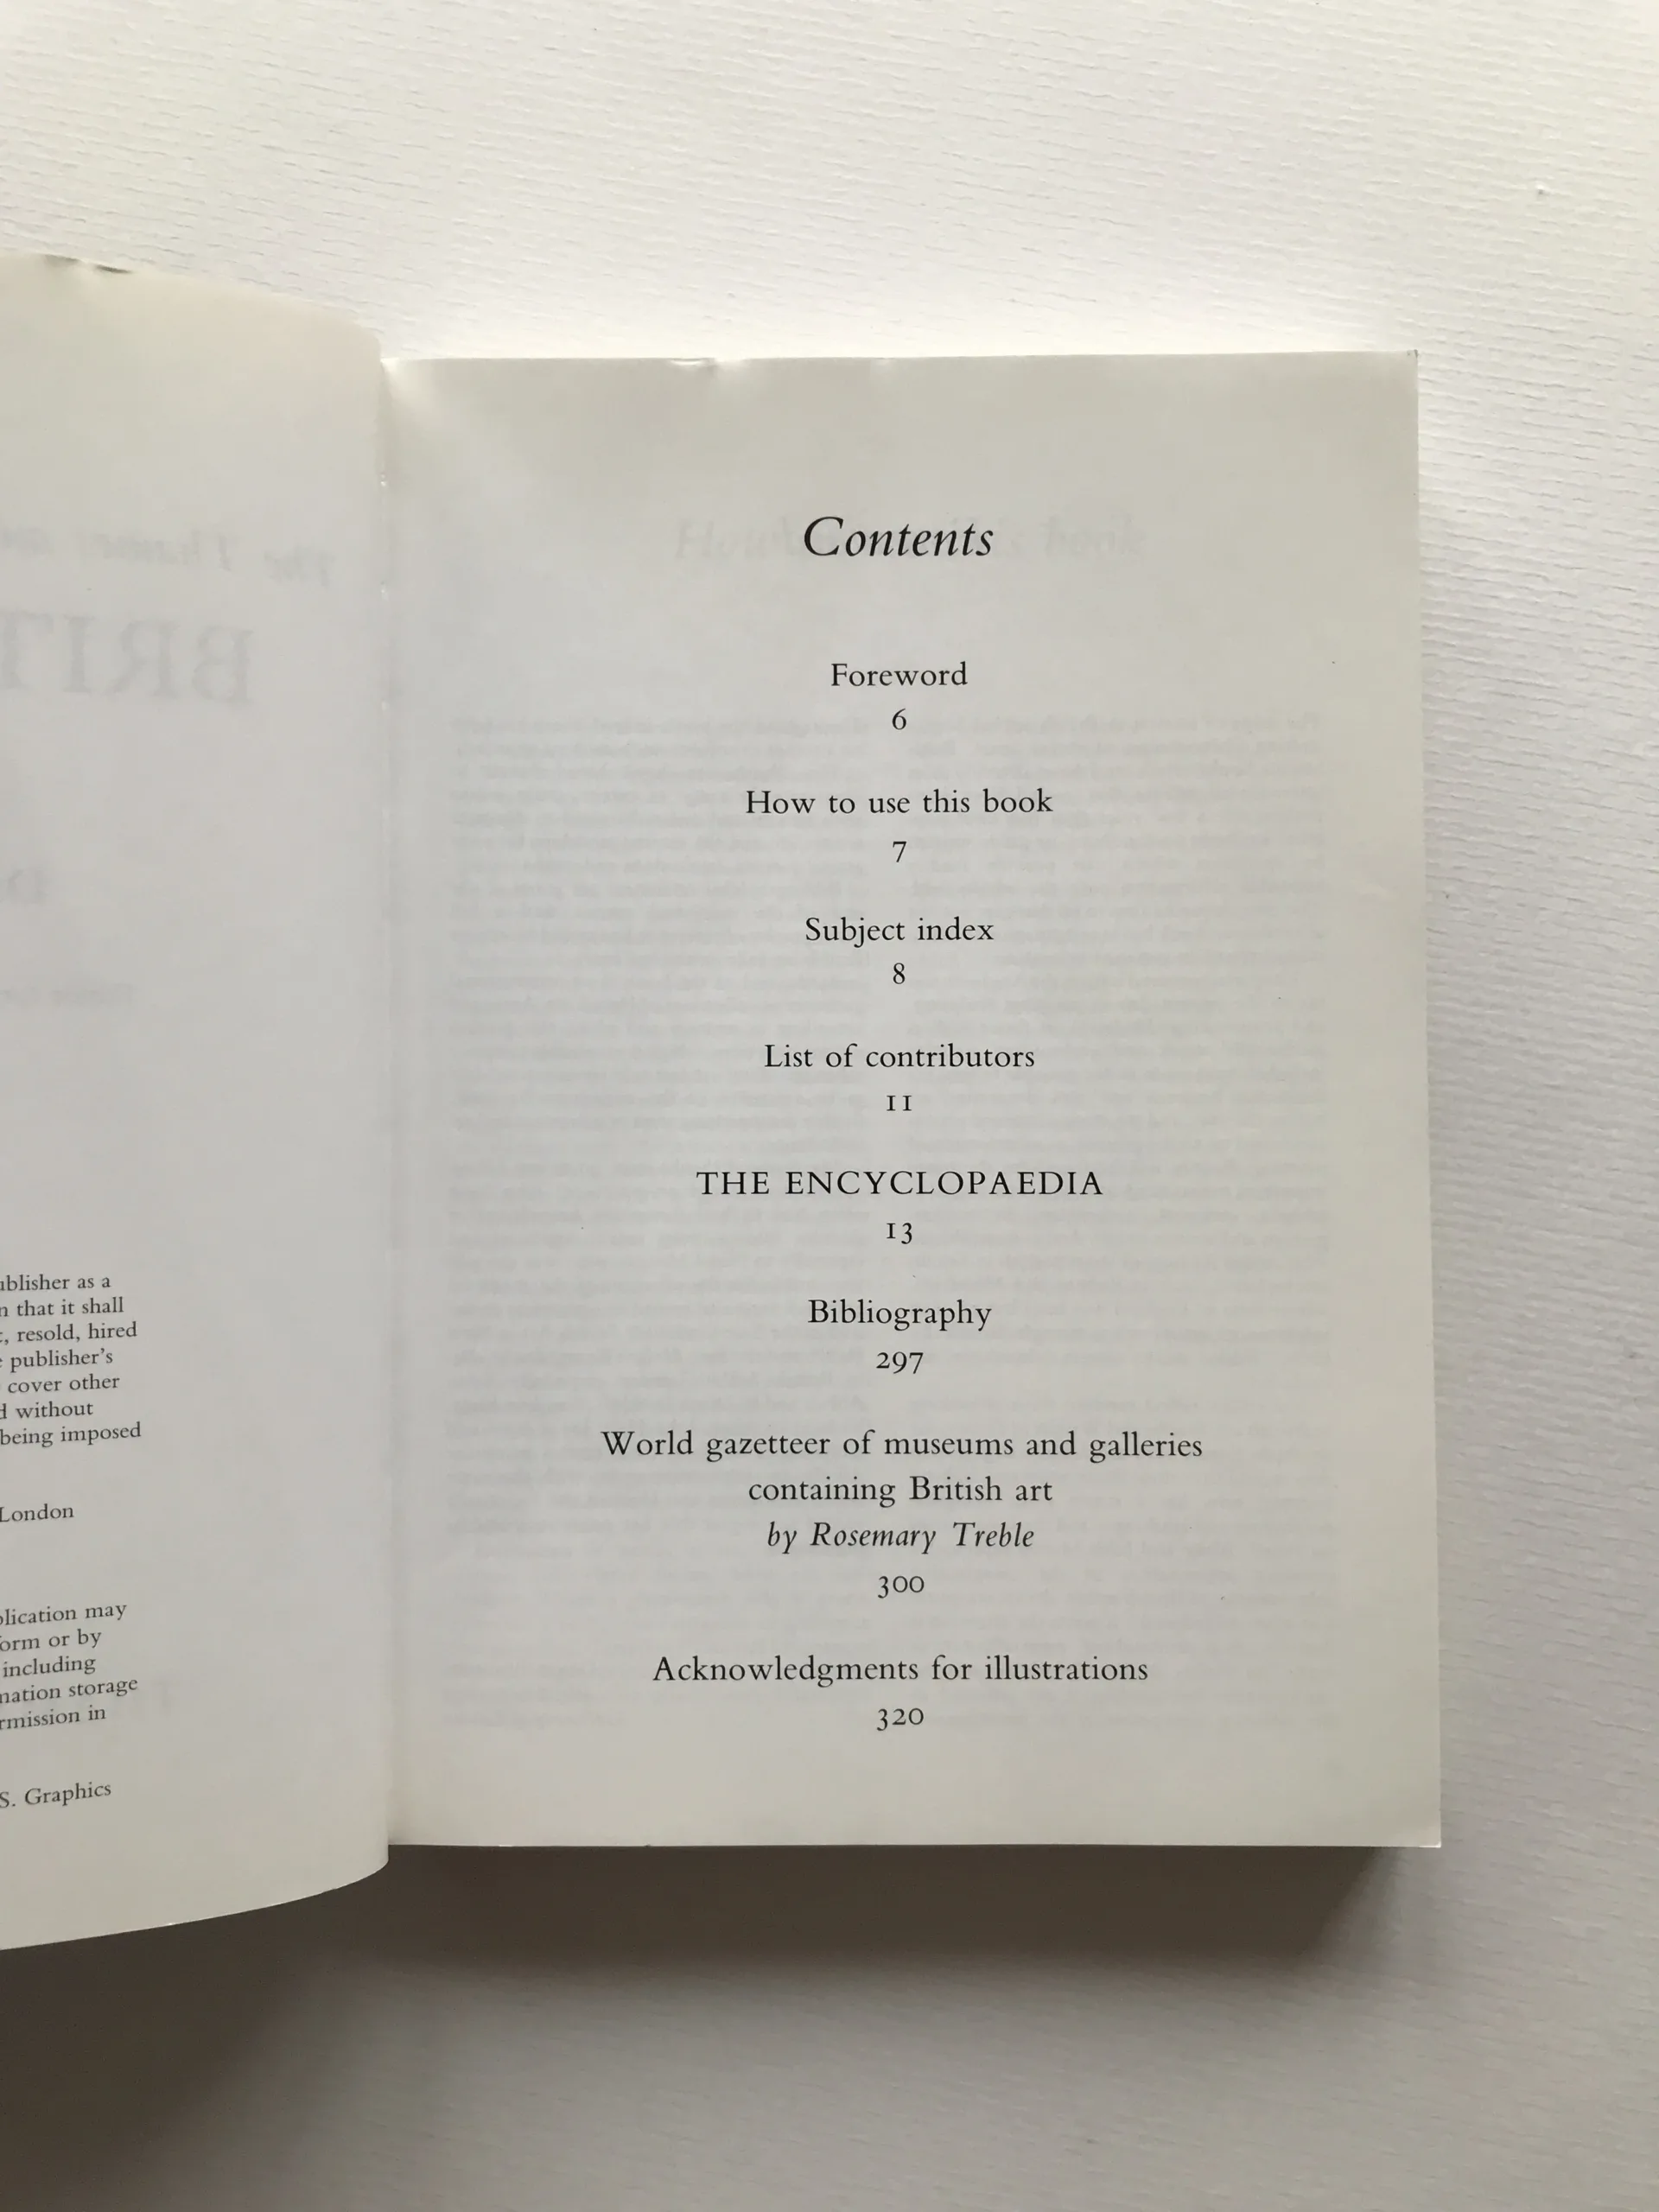 ublisher as a
n that it shall
, resold, hired
publisher's
cover other
d without
being imposed
London
lication may
orm or by
including
nation storage
rmission in
S. Graphics
Contents
Foreword
6
How to use this book
7
Subject index
8
List of contributors
11
THE ENCYCLOPAEDIA
13
Bibliography
297
World gazetteer of museums and galleries
containing British art
by Rosemary Treble
300
Acknowledgments for illustrations
320